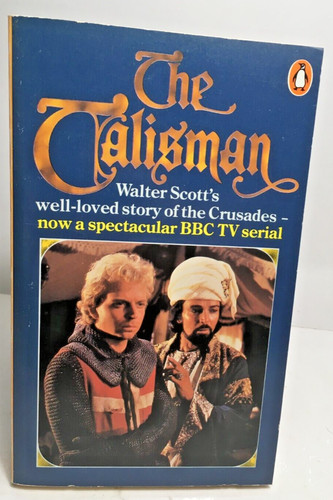 The
Talisman
Walter Scott's
well-loved story of the Crusades –
now a spectacular BBC TV serial